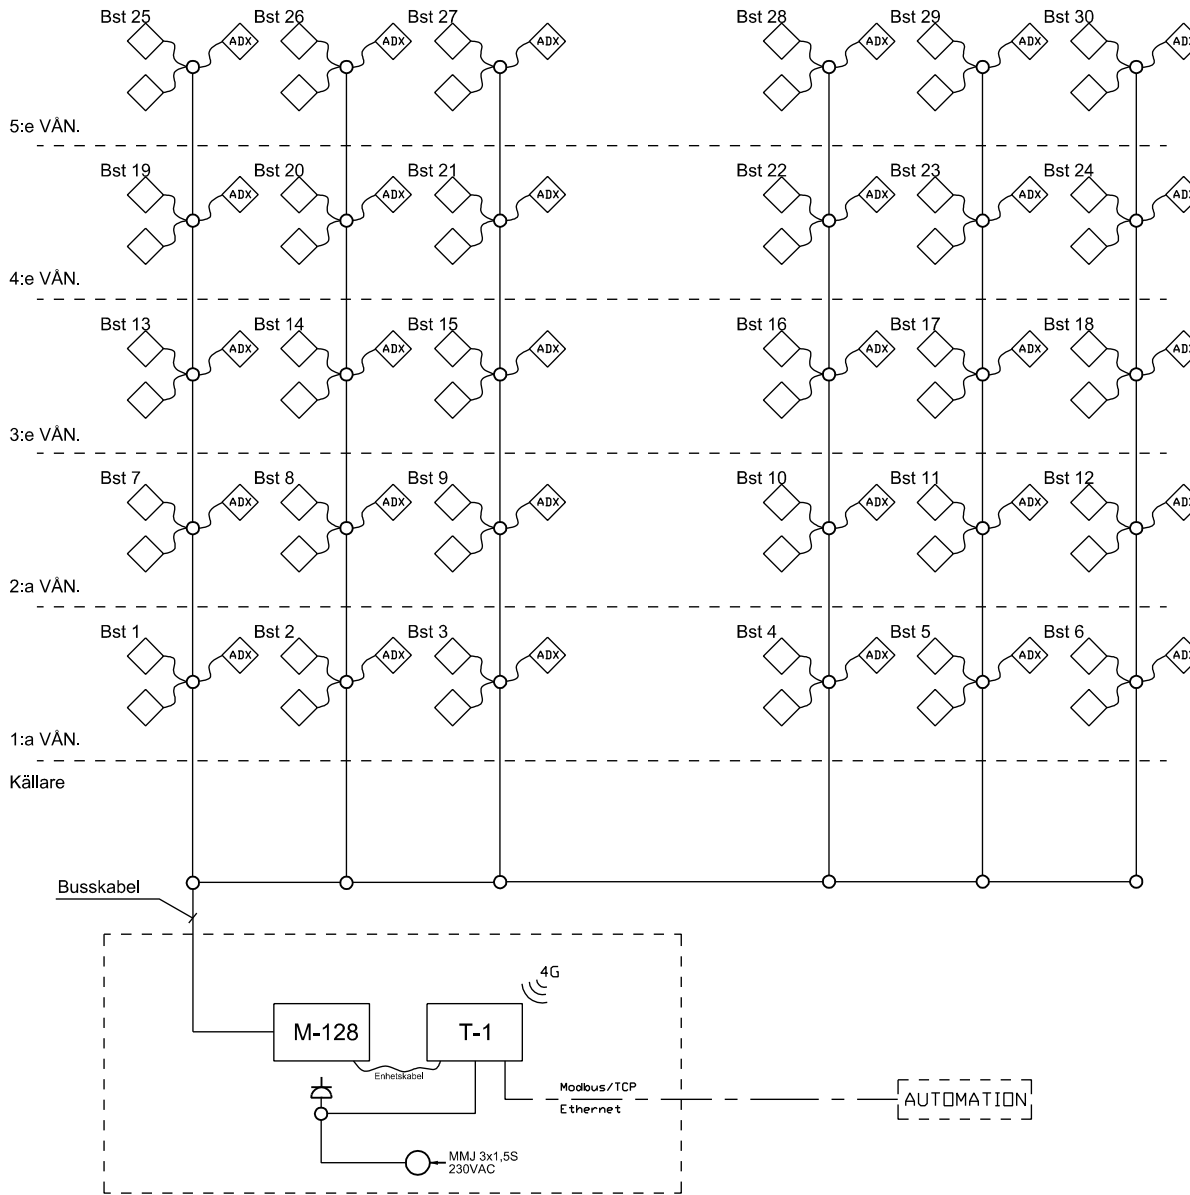 Bst 25 Bst 26 Bst 27 Bst 28 Bst 29 Bst 30
ADX ADX ADX ADX ADX ADX
5:e VÅN.
Bst 19 Bst 20 Bst 21 Bst 22 Bst 23 Bst 24
ADX ADX ADX ADX ADX ADX
4:e VÅN.
Bst 13 Bst 14 Bst 15 Bst 16 Bst 17 Bst 18
ADX ADX ADX ADX ADX ADX
3:e VÅN.
Bst 7 Bst 8 Bst 9 Bst 10 Bst 11 Bst 12
ADX ADX ADX ADX ADX ADX
2:a VÅN.
Bst 1 Bst 2 Bst 3 Bst 4 Bst 5 Bst 6
ADX ADX ADX ADX ADX ADX
1:a VÅN.
Källare
Busskabel
4G
M-128 T-1
Enhetskabel
Modbus/TCP
Ethernet
AUTOMATION
MMJ 3x1,5S
230VAC